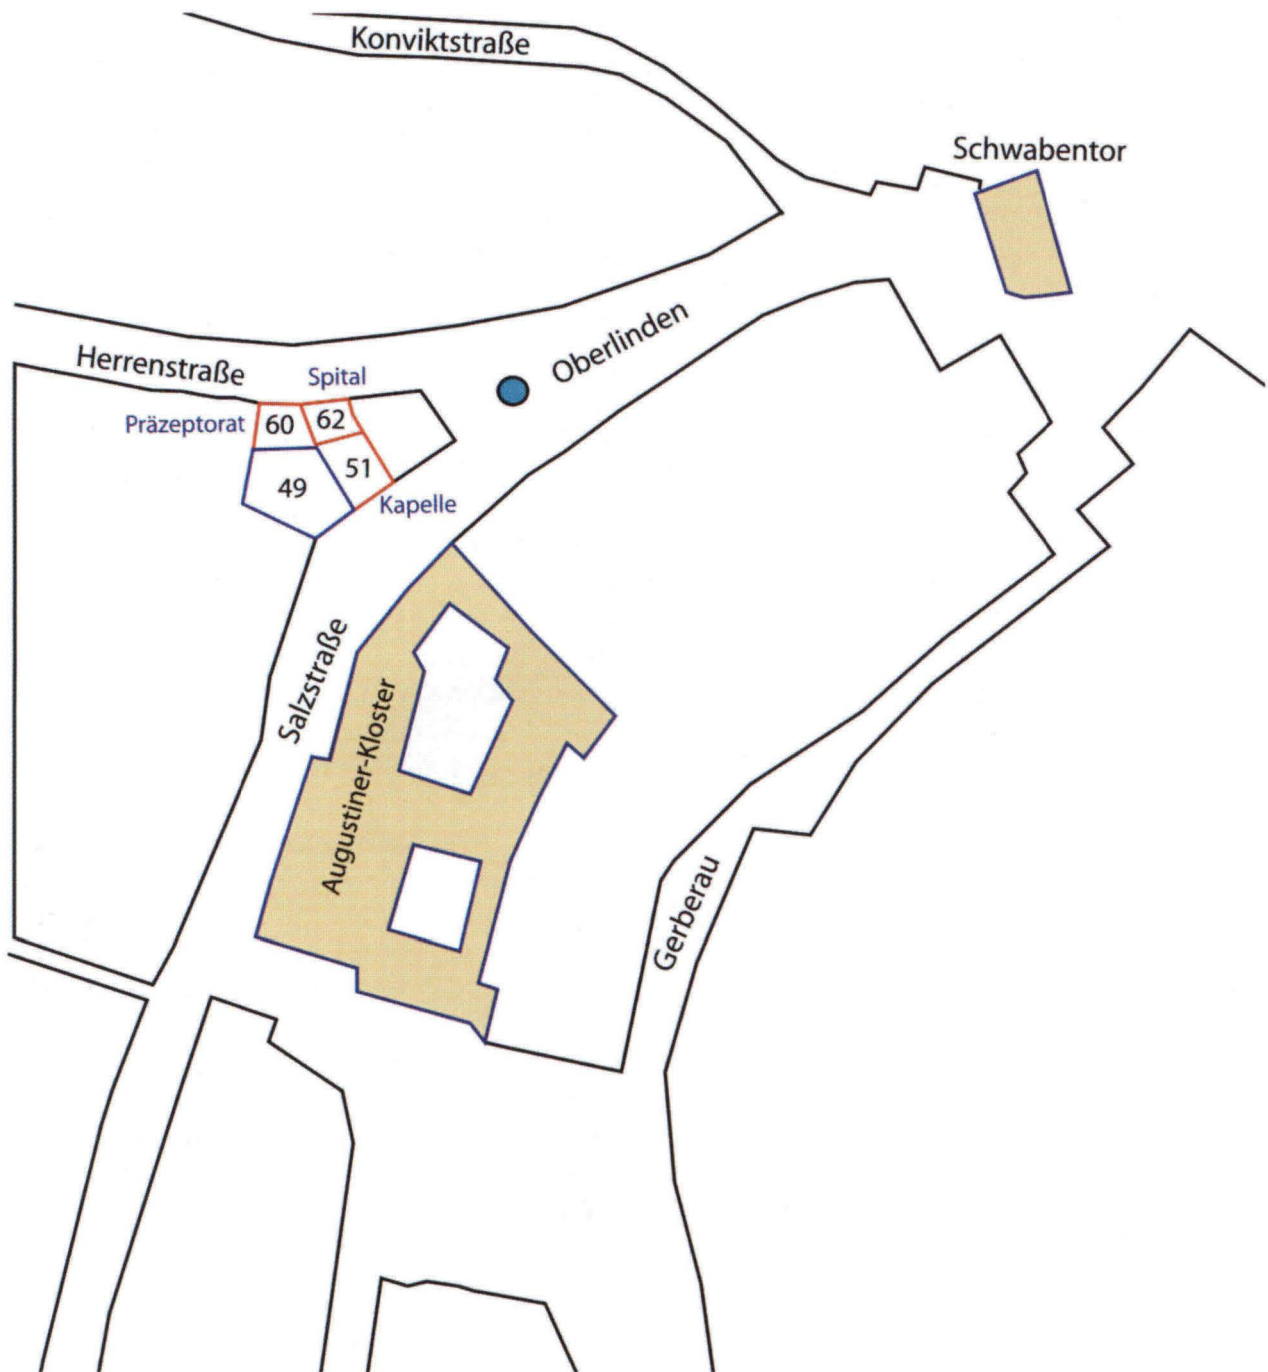 Konviktstraße
Schwabentor
Oberlinden
Herrenstraße
Spital
Präzeptorat
60
62
51
49
Kapelle
Salzstraße
Augustiner-Kloster
Gerberau